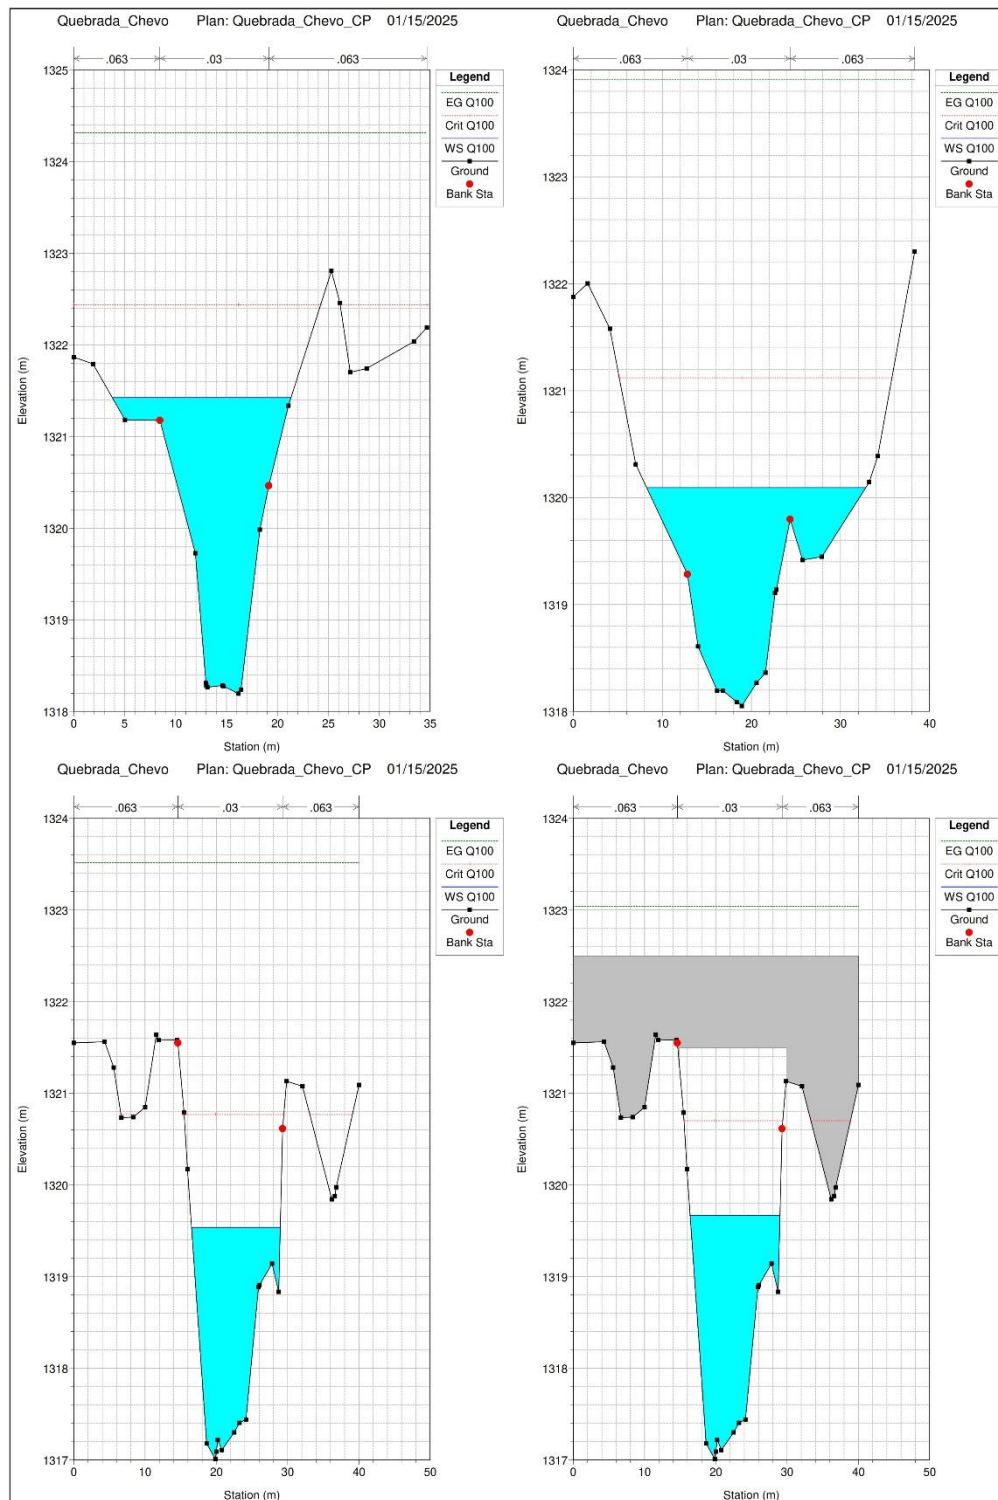 Quebrada_Chevo Plan: Quebrada_Chevo_CP 01/15/2025
.063 .03 .063
Legend
EG Q100
Crit Q100
WS Q100
Ground
Bank Sta
Elevation (m)
1325
1324
1323
1322
1321
1320
1319
1318
0 5 10 15 20 25 30 35
Station (m)
Quebrada_Chevo Plan: Quebrada_Chevo_CP 01/15/2025
.063 .03 .063
Legend
EG Q100
Crit Q100
WS Q100
Ground
Bank Sta
Elevation (m)
1324
1323
1322
1321
1320
1319
1318
0 10 20 30 40
Station (m)
Quebrada_Chevo Plan: Quebrada_Chevo_CP 01/15/2025
.063 .03 .063
Legend
EG Q100
Crit Q100
WS Q100
Ground
Bank Sta
Elevation (m)
1324
1323
1322
1321
1320
1319
1318
1317
0 10 20 30 40 50
Station (m)
Quebrada_Chevo Plan: Quebrada_Chevo_CP 01/15/2025
.063 .03 .063
Legend
EG Q100
Crit Q100
WS Q100
Ground
Bank Sta
Elevation (m)
1324
1323
1322
1321
1320
1319
1318
1317
0 10 20 30 40 50
Station (m)